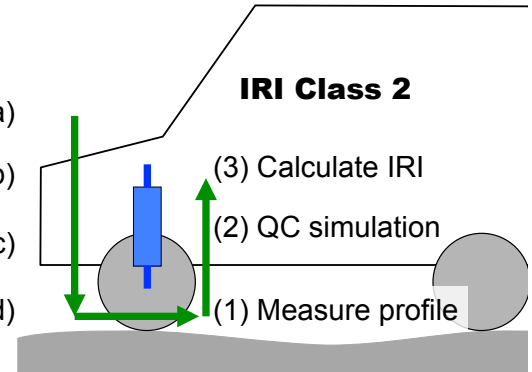 IRI Class 2
a)
(3) Calculate IRI
b)
(2) QC simulation
c)
d)
(1) Measure profile